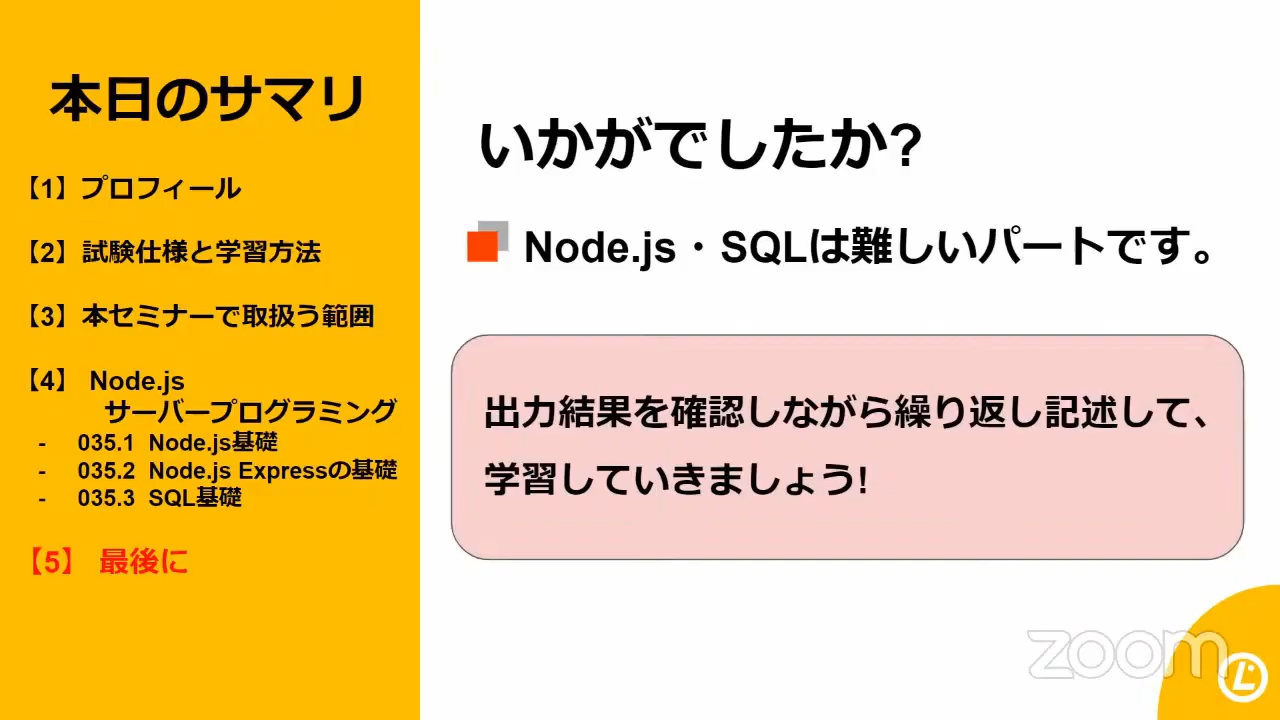 本日のサマリ
【1】プロフィール
【2】試験仕様と学習方法
【3】本セミナーで取扱う範囲
【4】 Node.js
サーバープログラミング
- 035.1 Node.js基礎
- 035.2 Node.js Expressの基礎
- 035.3 SQL基礎
【5】 最後に
いかがでしたか?
Node.js・SQLは難しいパートです。
出力結果を確認しながら繰り返し記述して、
学習していきましょう!
zoom
L